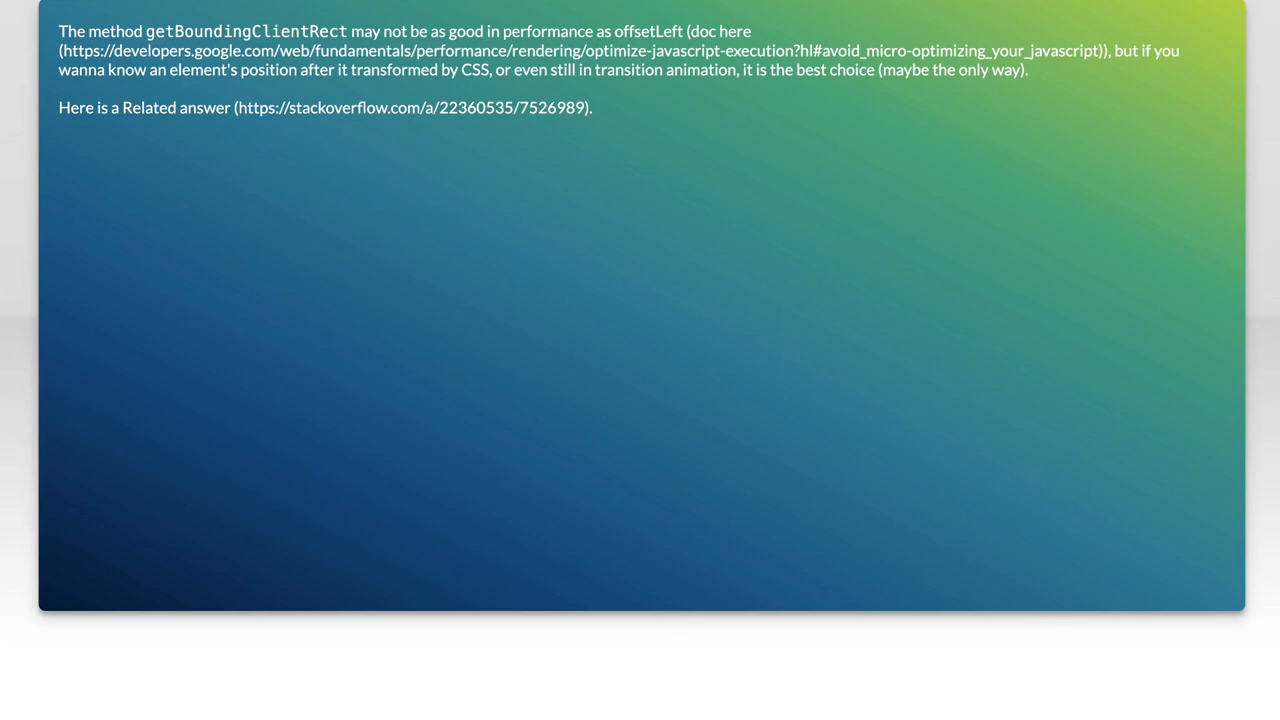 The method getBoundingClientRect may not be as good in performance as offsetLeft (doc here
(https://developers.google.com/web/fundamentals/performance/rendering/optimize-javascript-execution?hl#avoid_micro-optimizing_your_javascript)), but if you
wanna know an element's position after it transformed by CSS, or even still in transition animation, it is the best choice (maybe the only way).
Here is a Related answer (https://stackoverflow.com/a/22360535/7526989).